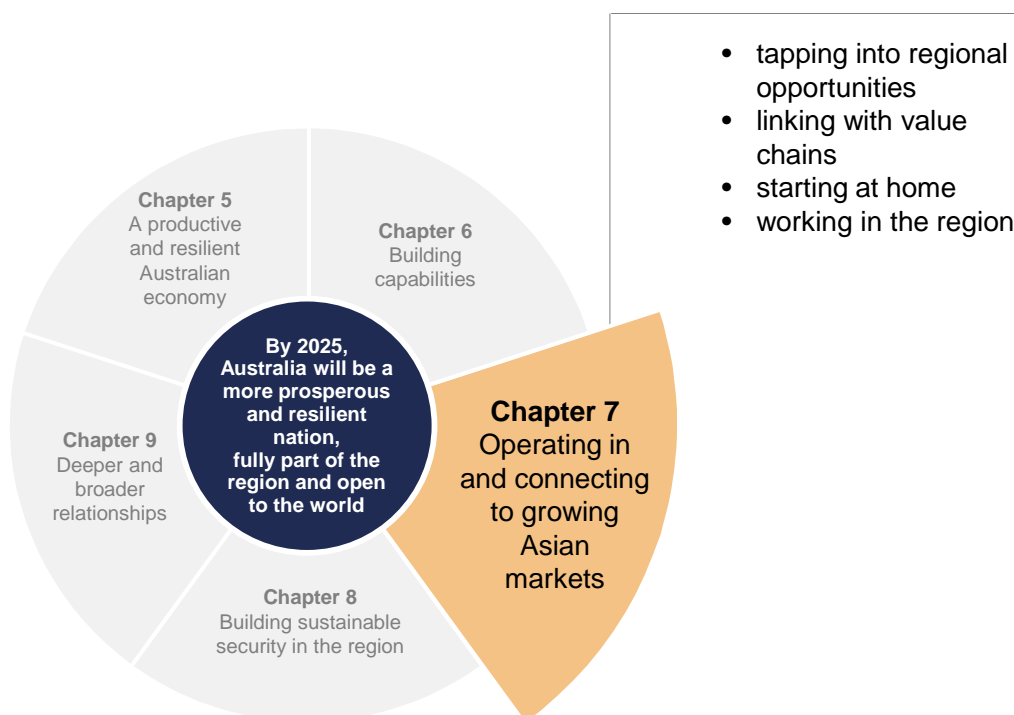 • tapping into regional
opportunities
• linking with value
chains
• starting at home
• working in the region
Chapter 5
A productive
and resilient
Australian
economy
Chapter 6
Building
capabilities
By 2025,
Australia will be a
more prosperous
and resilient
nation,
fully part of the
region and open
to the world
Chapter 7
Operating in
and connecting
to growing
Asian
markets
Chapter 9
Deeper and
broader
relationships
Chapter 8
Building sustainable
security in the region